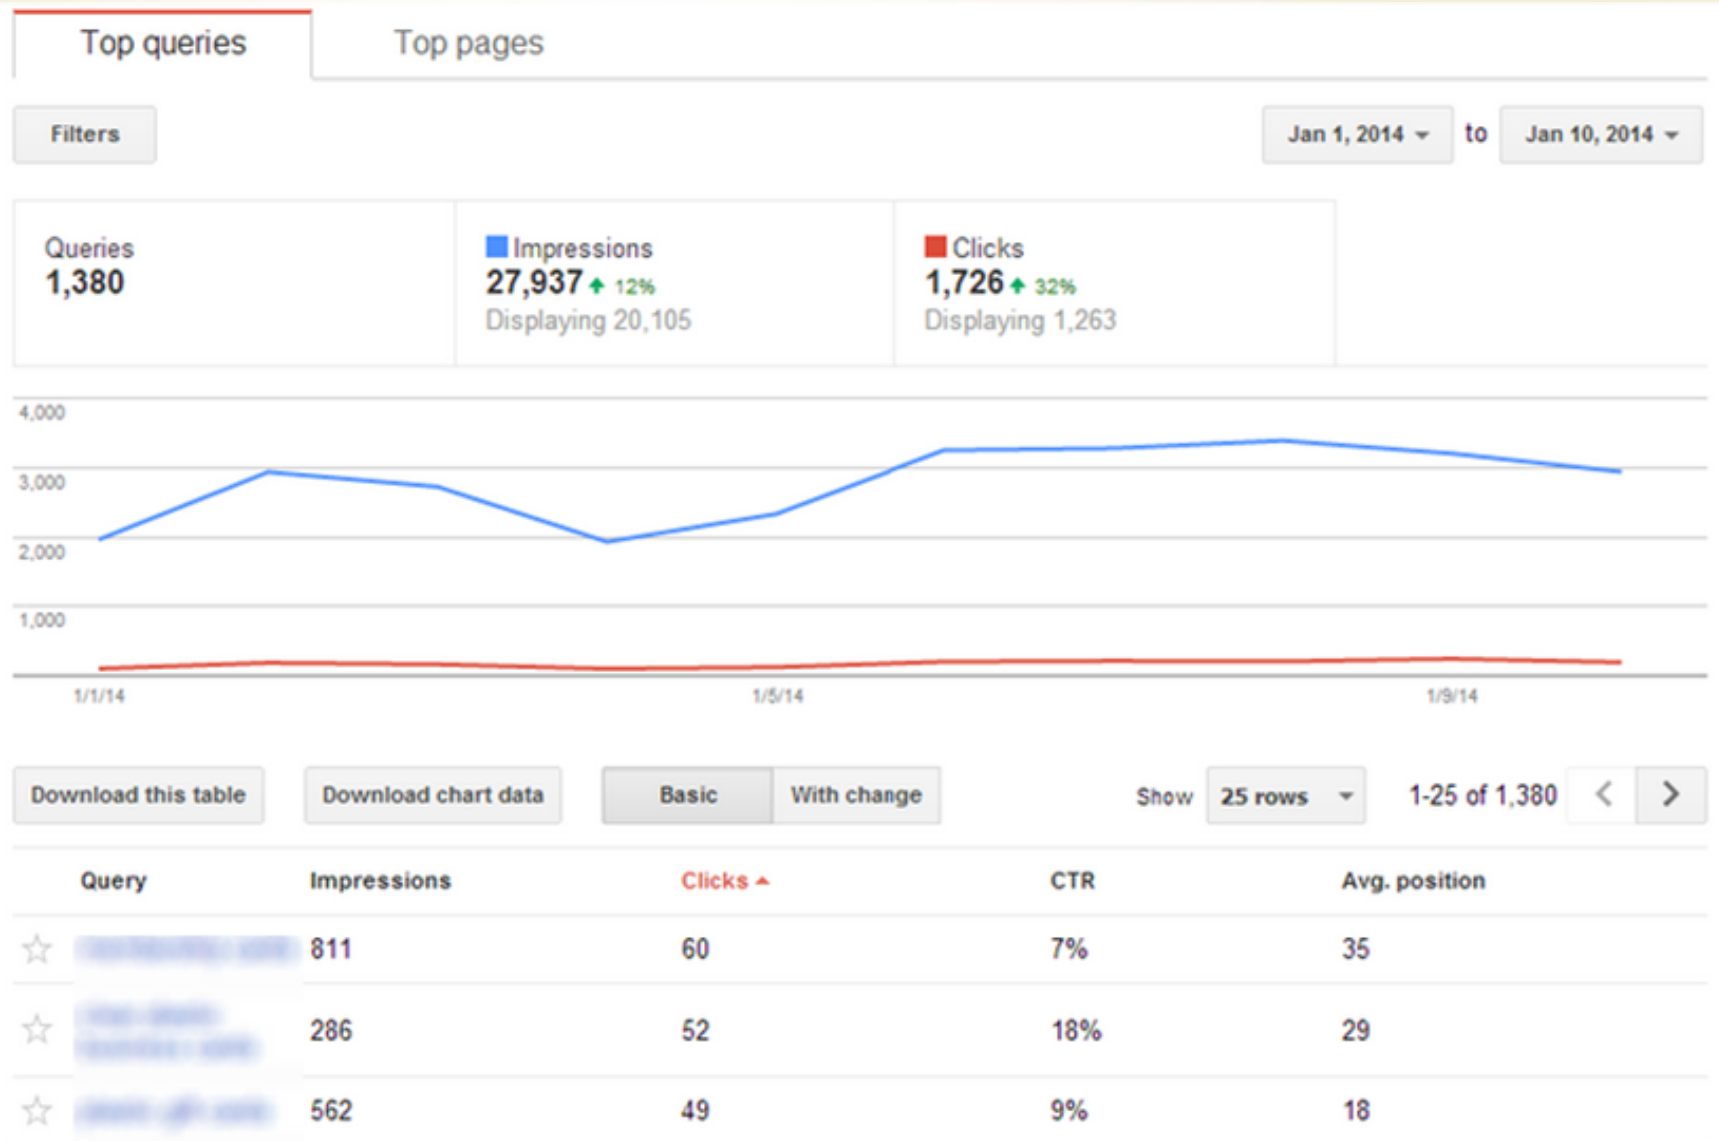 Top queries Top pages
Filters Jan 1, 2014 to Jan 10, 2014
Queries Impressions Clicks
1,380 27,937 12% 1,726 32%
Displaying 20,105 Displaying 1,263
4,000
3,000
2,000
1,000
1/1/14 1/5/14 1/9/14
Download this table Download chart data Basic With change Show 25 rows 1-25 of 1,380
Query Impressions Clicks CTR Avg. position
811 60 7% 35
286 52 18% 29
562 49 9% 18